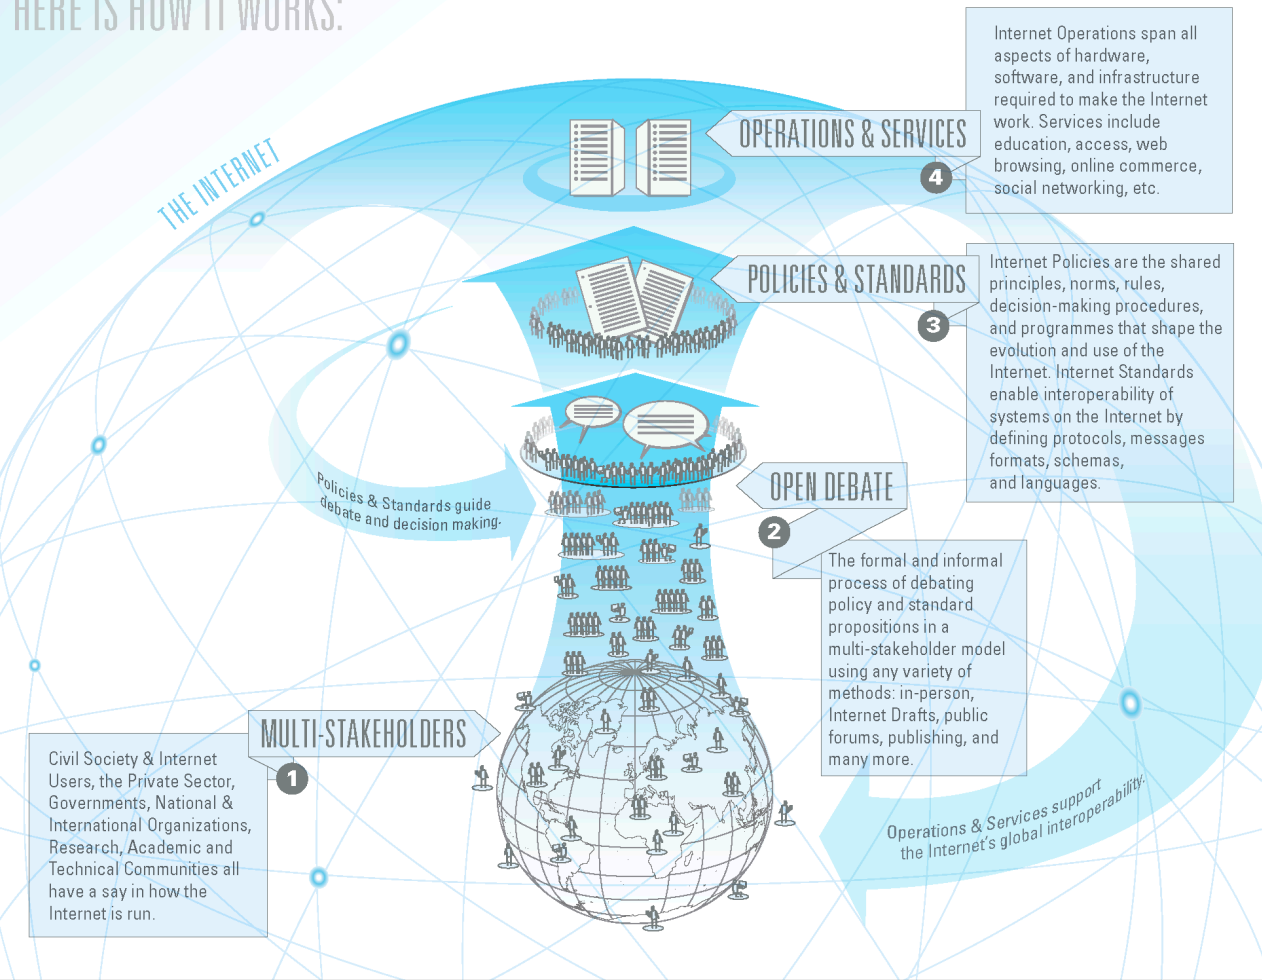 HERE IS HOW IT WORKS:
THE INTERNET
OPERATIONS & SERVICES
4
Internet Operations span all
aspects of hardware,
software, and infrastructure
required to make the Internet
work. Services include
education, access, web
browsing, online commerce,
social networking, etc.
POLICIES & STANDARDS
3
Internet Policies are the shared
principles, norms, rules,
decision-making procedures,
and programmes that shape the
evolution and use of the
Internet. Internet Standards
enable interoperability of
systems on the Internet by
defining protocols, messages
formats, schemas,
and languages.
Policies & Standards guide
debate and decision making.
OPEN DEBATE
2
The formal and informal
process of debating
policy and standard
propositions in a
multi-stakeholder model
using any variety of
methods: in-person,
Internet Drafts, public
forums, publishing, and
many more.
MULTI-STAKEHOLDERS
1
Civil Society & Internet
Users, the Private Sector,
Governments, National &
International Organizations,
Research, Academic and
Technical Communities all
have a say in how the
Internet is run.
Operations & Services support
the Internet's global interoperability.